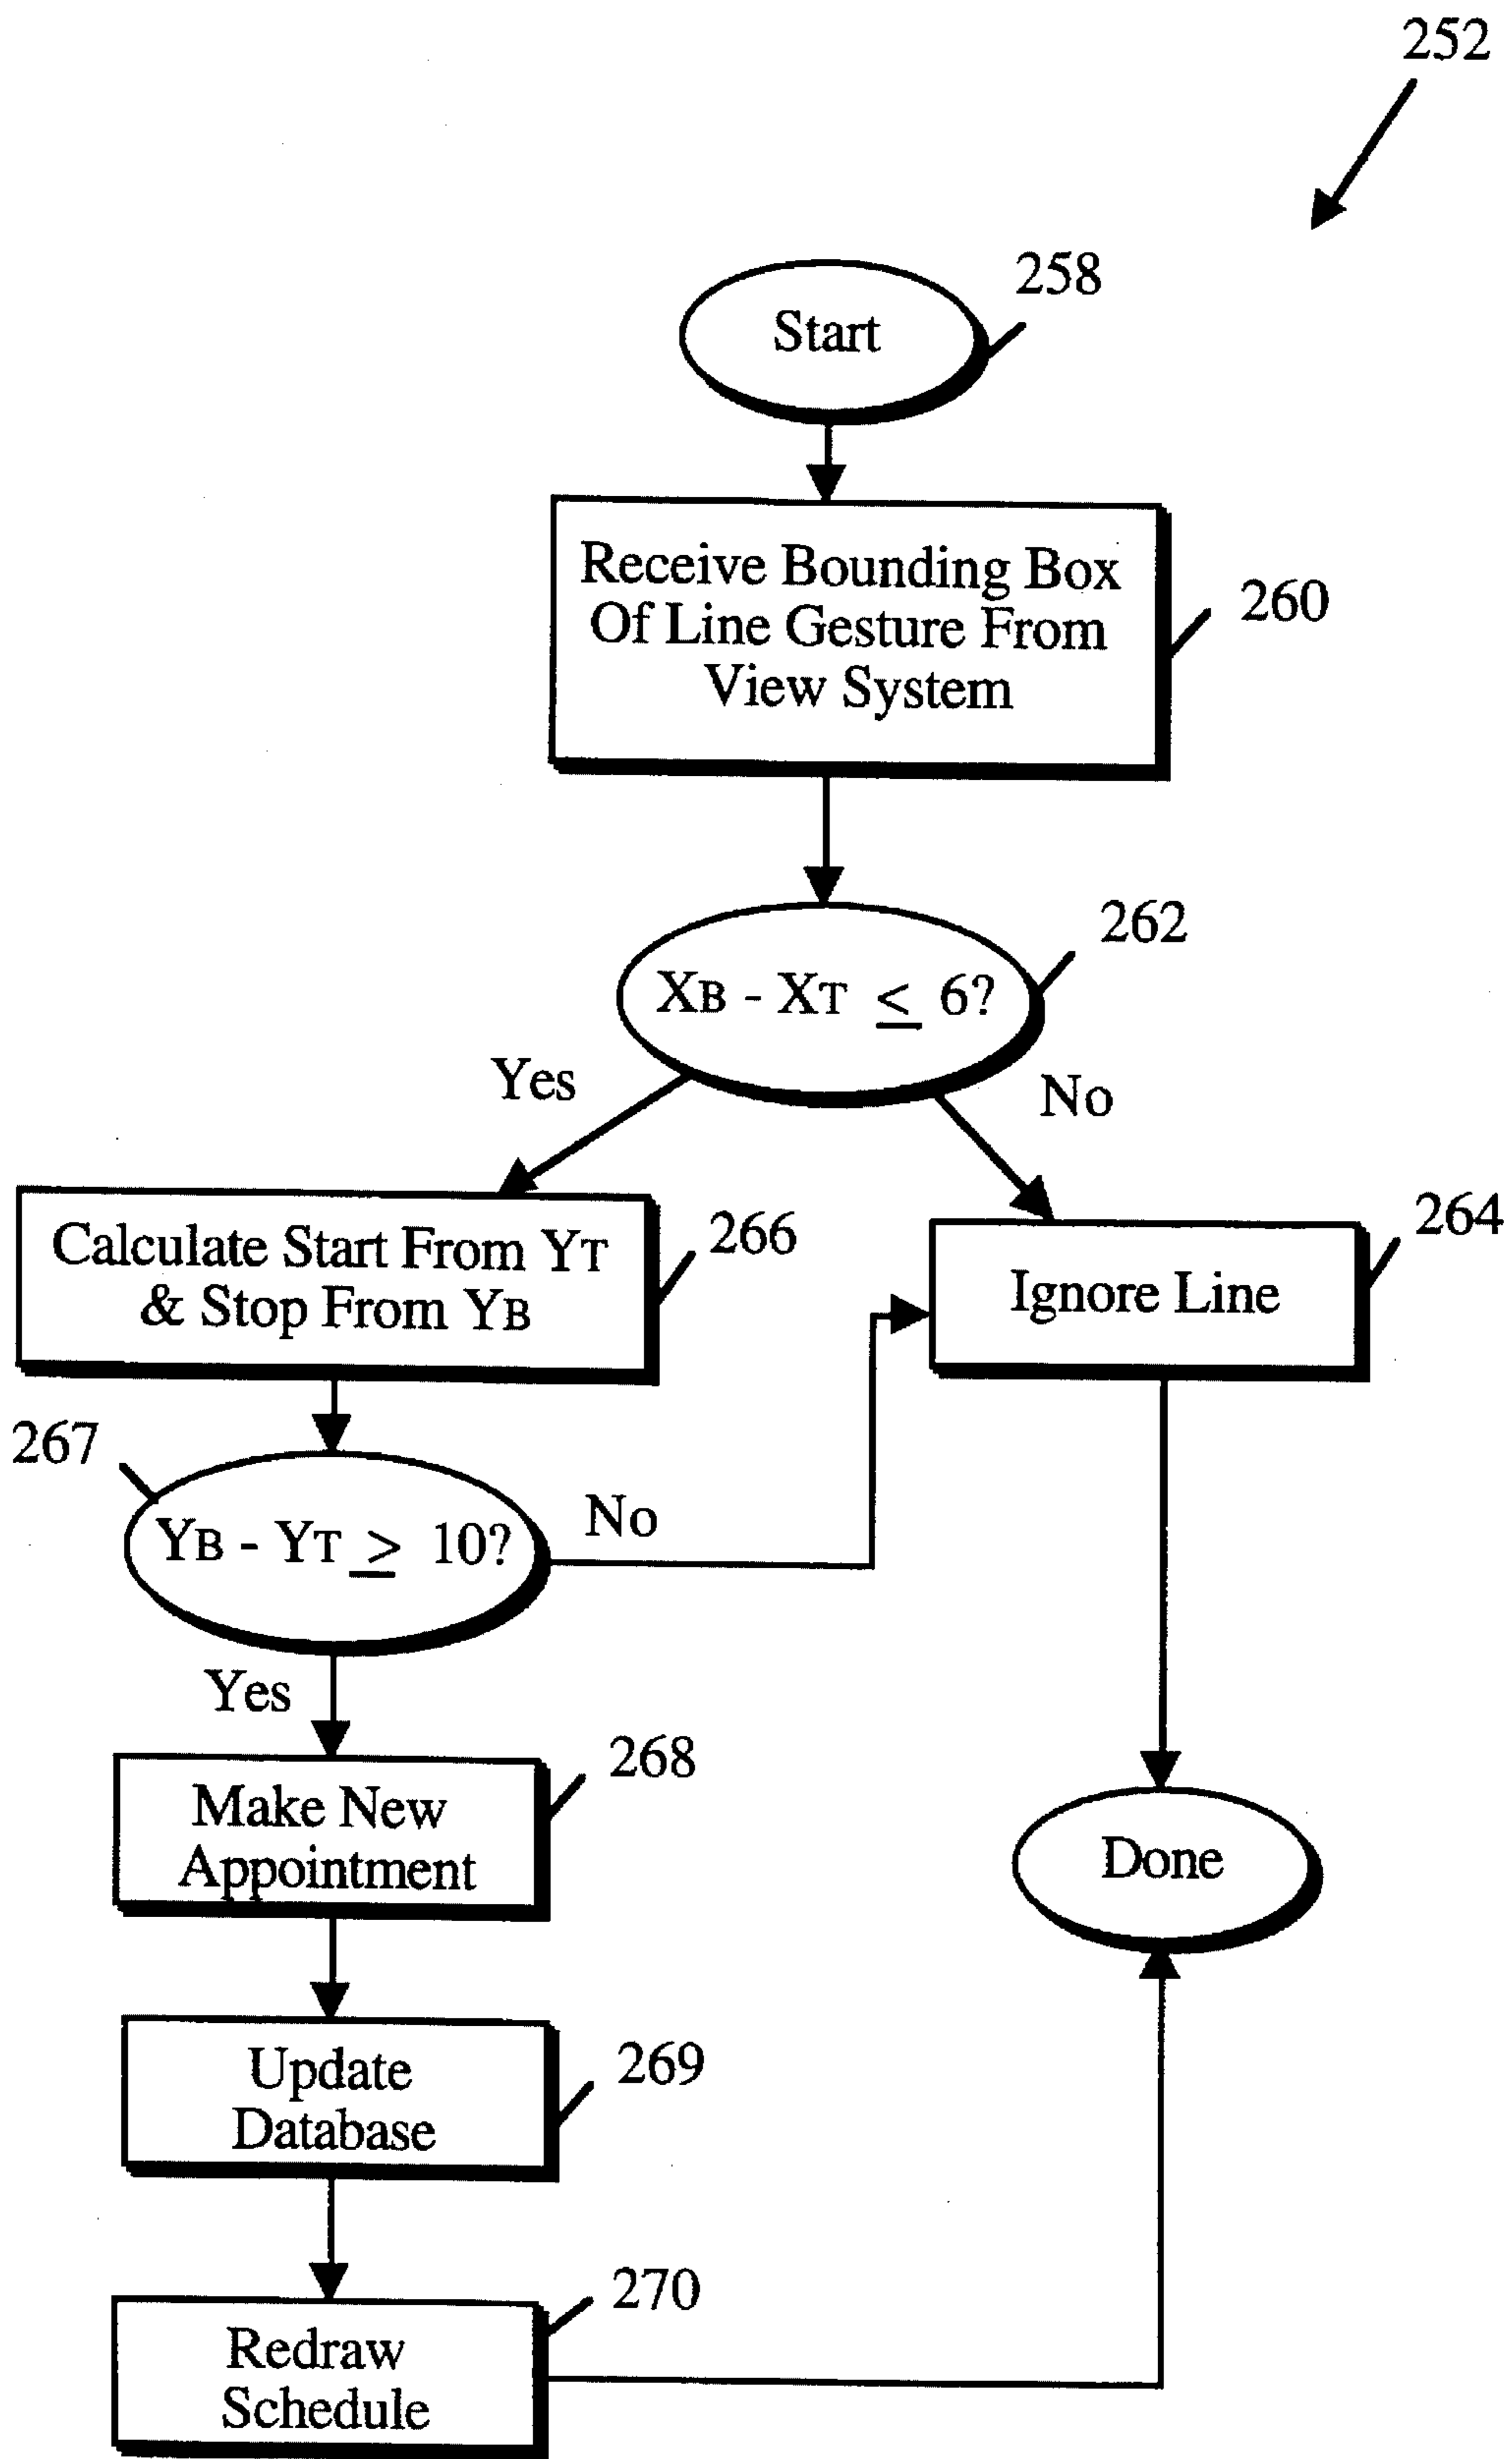 252
258
Start
Receive Bounding Box
Of Line Gesture From
View System
260
262
XB - XT ≤ 6?
Yes
No
Calculate Start From YT
& Stop From YB
266
264
Ignore Line
267
YB - YT ≥ 10?
No
Yes
268
Make New
Appointment
Done
Update
Database
269
270
Redraw
Schedule